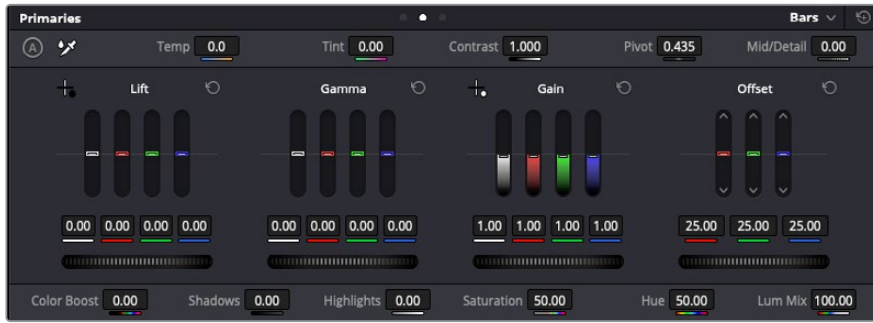 Primaries Bars
A Temp 0.0 Tint 0.00 Contrast 1.000 Pivot 0.435 Mid/Detail 0.00
Lift Gamma Gain Offset
0.00 0.00 0.00 0.00 0.00 0.00 0.00 0.00 1.00 1.00 1.00 1.00 25.00 25.00 25.00
Color Boost 0.00 Shadows 0.00 Highlights 0.00 Saturation 50.00 Hue 50.00 Lum Mix 100.00